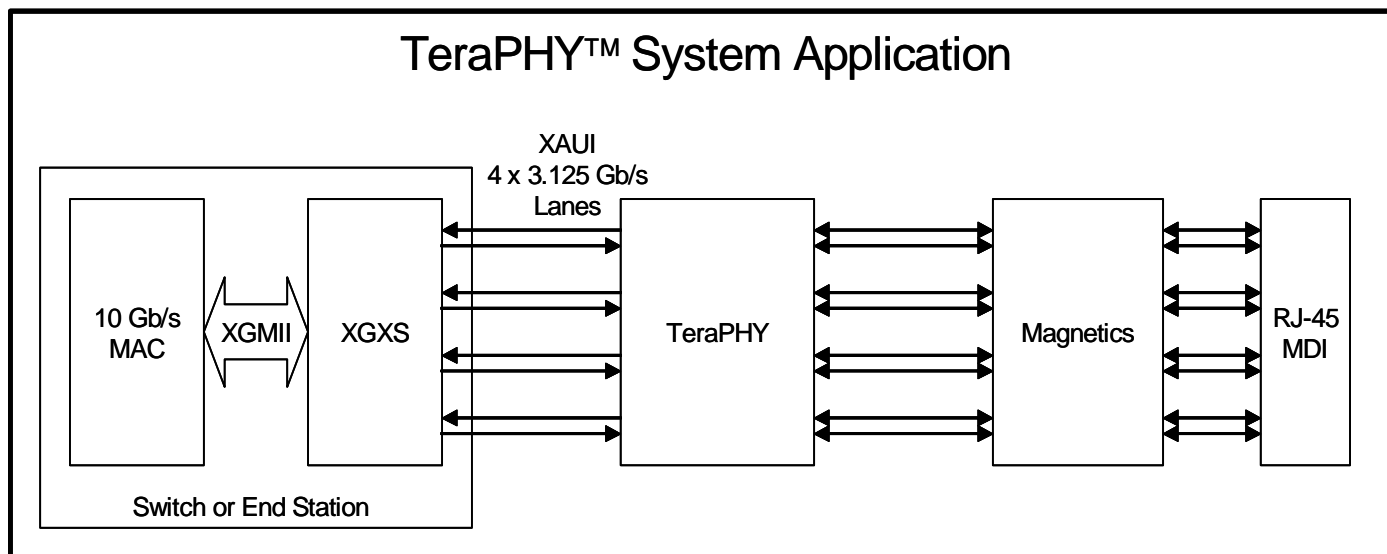 TeraPHY™ System Application
XAUI
4 x 3.125 Gb/s
Lanes
10 Gb/s
MAC
XGMII
XGXS
TeraPHY
Magnetics
RJ-45
MDI
Switch or End Station